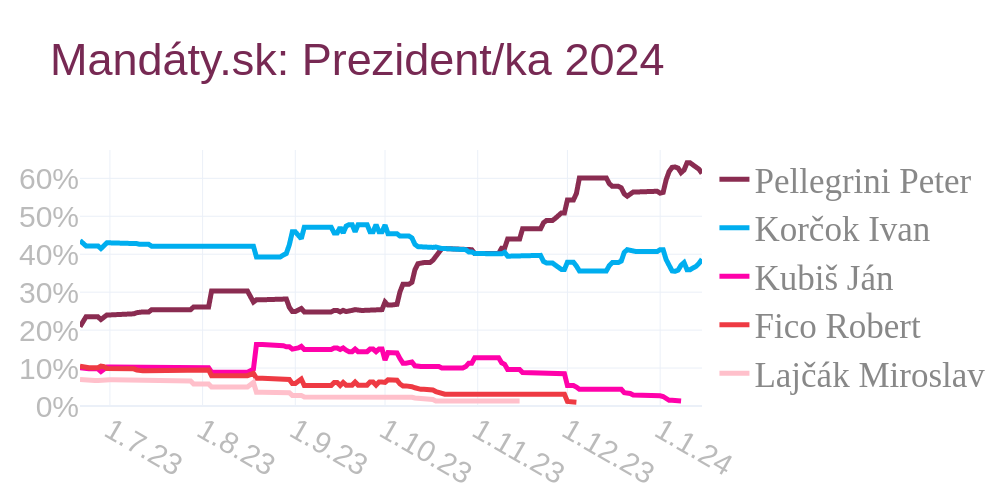 Mandáty.sk: Prezident/ka 2024
60%
50%
40%
30%
20%
10%
0%
1.7.23
1.8.23
1.9.23
1.10.23
1.11.23
1.12.23
1.1.24
Pellegrini Peter
Korčok Ivan
Kubiš Ján
Fico Robert
Lajčák Miroslav